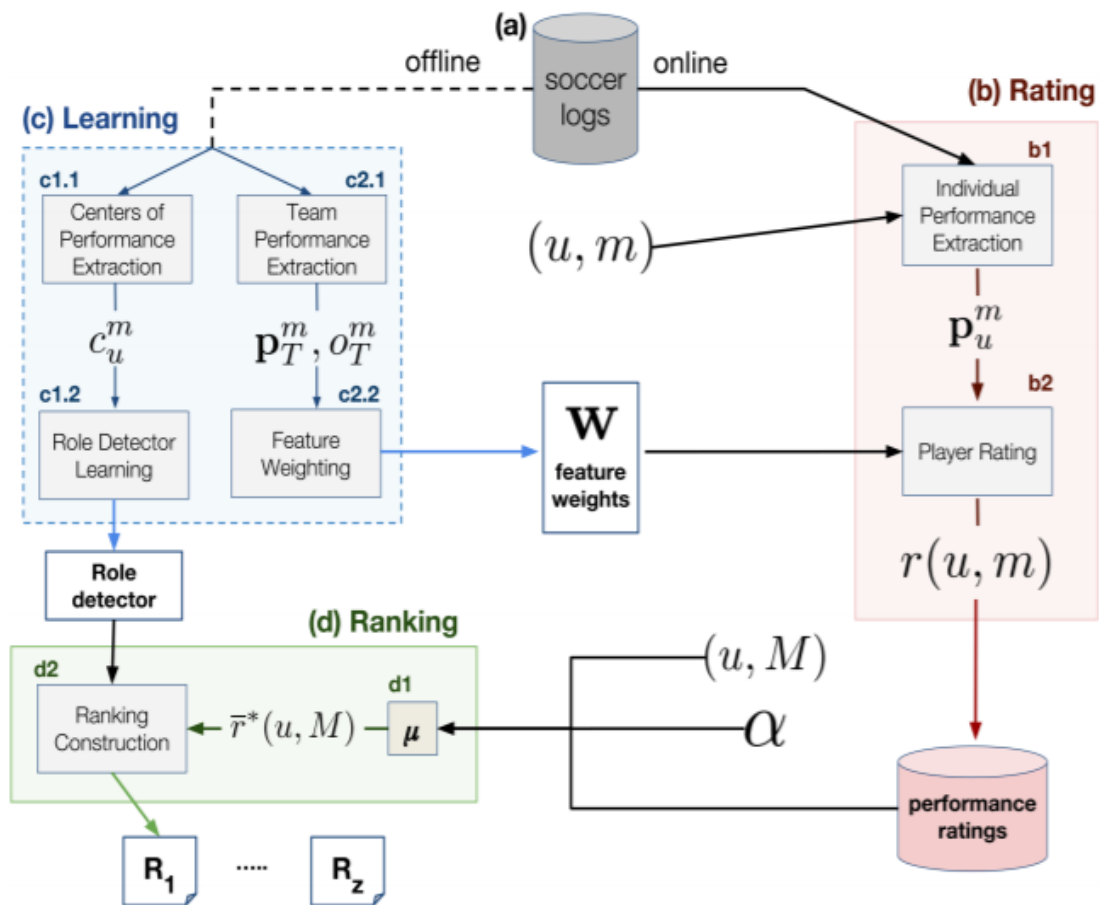 (a)
offline
online
soccer
logs
(b) Rating
(c) Learning
b1
c1.1
c2.1
Individual
Performance
Extraction
Centers of
Performance
Extraction
Team
Performance
Extraction
(u, m)
p_u^m
c_u^m
p_T^m, o_T^m
c1.2
c2.2
b2
Role Detector
Learning
Feature
Weighting
W
feature
weights
Player Rating
r(u, m)
Role
detector
(d) Ranking
(u, M)
d2
d1
Ranking
Construction
r̄*(u, M)
μ
α
performance
ratings
R_1
.....
R_z